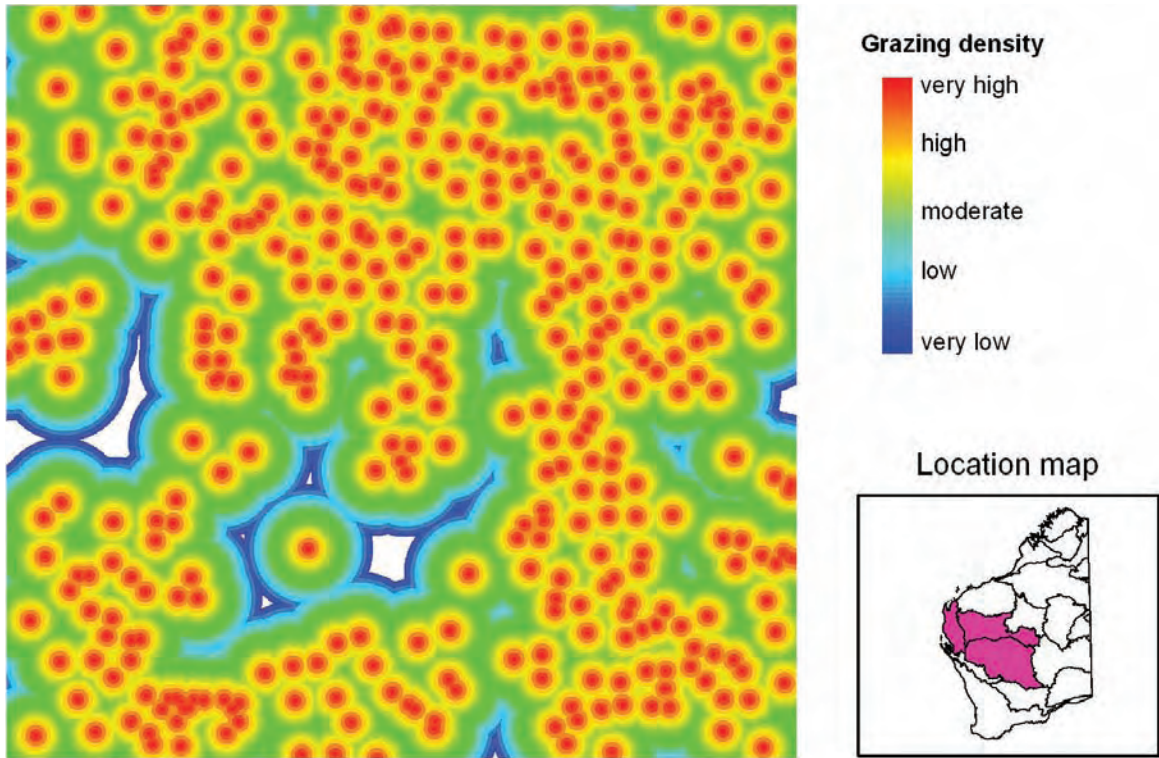 Grazing density
very high
high
moderate
low
very low
Location map